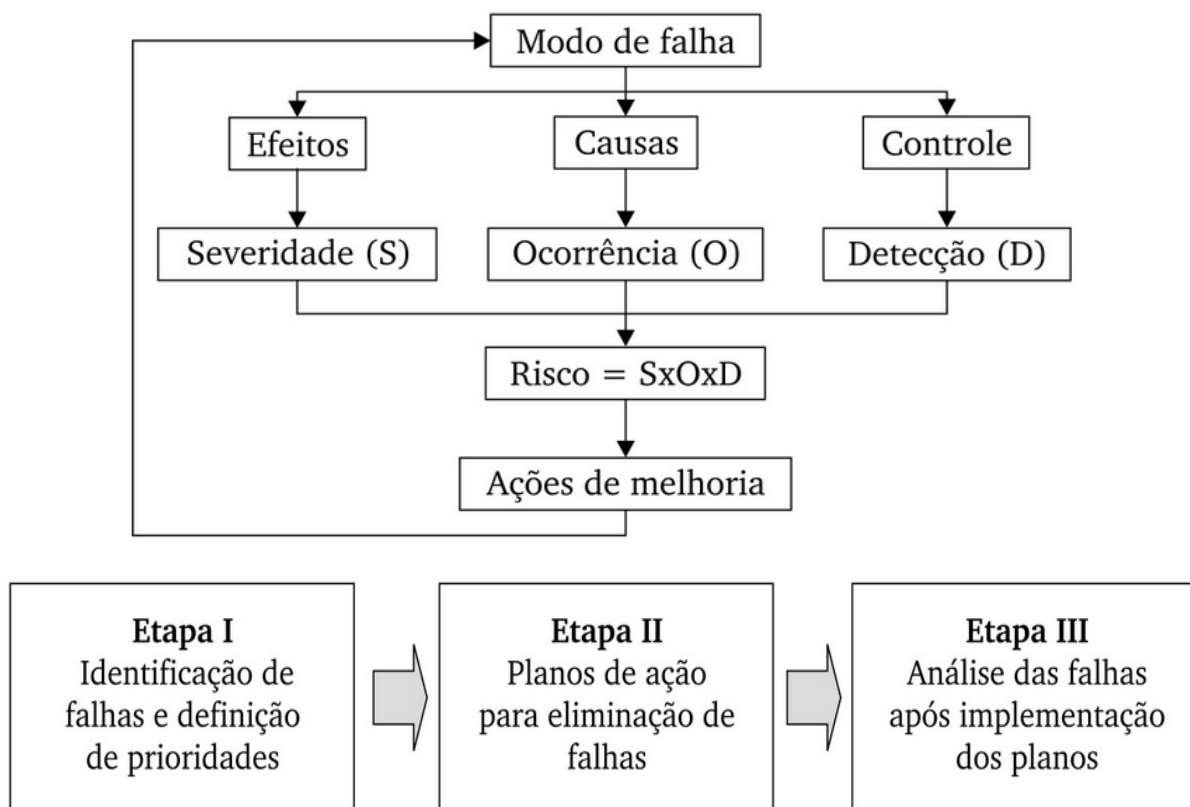 Modo de falha
Efeitos
Causas
Controle
Severidade (S)
Ocorrência (O)
Detecção (D)
Risco = SxOxD
Ações de melhoria
Etapa I
Identificação de
falhas e definição
de prioridades
Etapa II
Planos de ação
para eliminação de
falhas
Etapa III
Análise das falhas
após implementação
dos planos